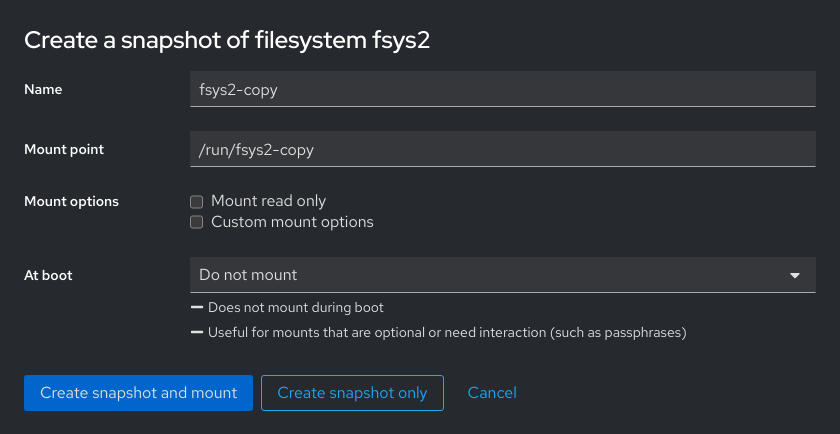 Create a snapshot of filesystem fsys2
Name
fsys2-copy
Mount point
/run/fsys2-copy
Mount options
Mount read only
Custom mount options
At boot
Do not mount
Does not mount during boot
Useful for mounts that are optional or need interaction (such as passphrases)
Create snapshot and mount
Create snapshot only
Cancel